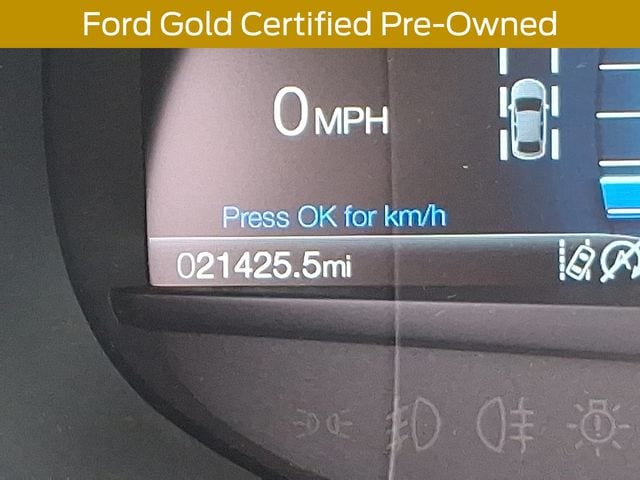 Ford Gold Certified Pre-Owned
0 MPH
Press OK for km/h
021425.5mi